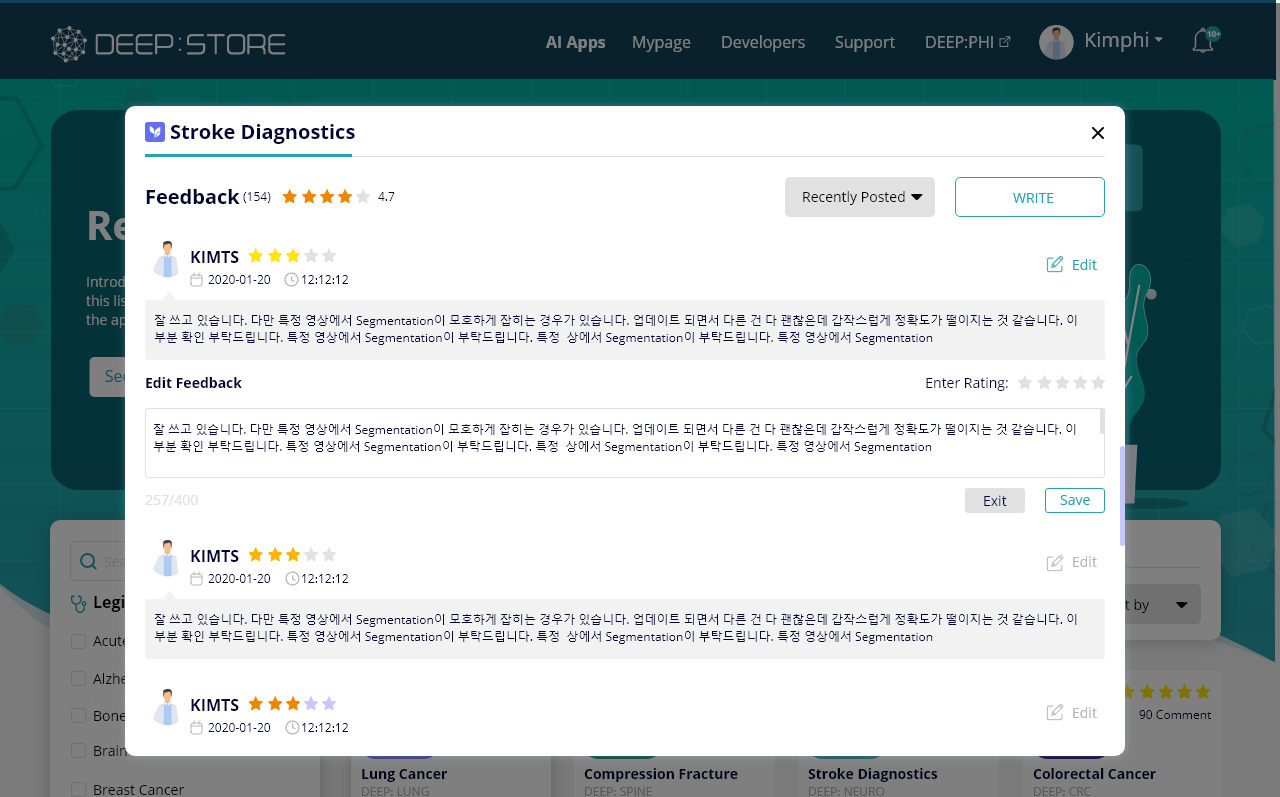 DEEP:STORE
AI Apps Mypage Developers Support DEEP:PHI Kimphi 10+
Stroke Diagnostics
Feedback (154) 4.7 Recently Posted WRITE
KIMTS
2020-01-20 12:12:12
Edit
잘 쓰고 있습니다. 다만 특정 영상에서 Segmentation이 모호하게 잡히는 경우가 있습니다. 업데이트 되면서 다른 건 다 괜찮은데 갑작스럽게 정확도가 떨이지는 것 같습니다. 이
부분 확인 부탁드립니다. 특정 영상에서 Segmentation이 부탁드립니다. 특정 상에서 Segmentation이 부탁드립니다. 특정 영상에서 Segmentation
Edit Feedback Enter Rating:
잘 쓰고 있습니다. 다만 특정 영상에서 Segmentation이 모호하게 잡히는 경우가 있습니다. 업데이트 되면서 다른 건 다 괜찮은데 갑작스럽게 정확도가 떨이지는 것 같습니다. 이
부분 확인 부탁드립니다. 특정 영상에서 Segmentation이 부탁드립니다. 특정 상에서 Segmentation이 부탁드립니다. 특정 영상에서 Segmentation
257/400 Exit Save
KIMTS
2020-01-20 12:12:12
Edit
잘 쓰고 있습니다. 다만 특정 영상에서 Segmentation이 모호하게 잡히는 경우가 있습니다. 업데이트 되면서 다른 건 다 괜찮은데 갑작스럽게 정확도가 떨이지는 것 같습니다. 이
부분 확인 부탁드립니다. 특정 영상에서 Segmentation이 부탁드립니다. 특정 상에서 Segmentation이 부탁드립니다. 특정 영상에서 Segmentation
KIMTS
2020-01-20 12:12:12
Edit
this
the
by
90 Comment
Brain
Breast Cancer
Lung Cancer
DEEP: LUNG
Compression Fracture
DEEP: SPINE
Stroke Diagnostics
DEEP: NEURO
Colorectal Cancer
DEEP: CRC